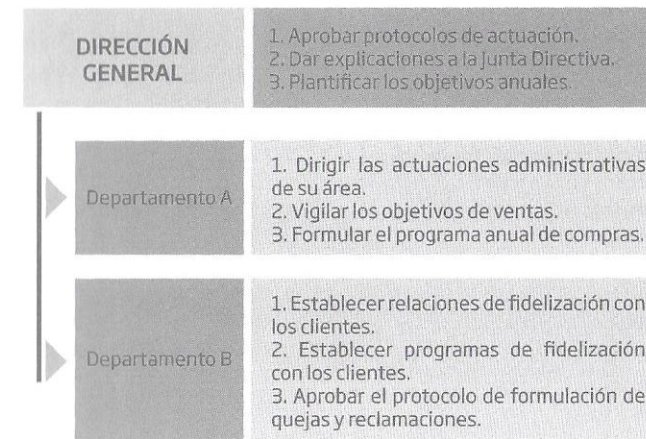 DIRECCIÓN
GENERAL
1. Aprobar protocolos de actuación.
2. Dar explicaciones a la Junta Directiva.
3. Plantificar los objetivos anuales.
Departamento A
1. Dirigir las actuaciones administrativas
de su área.
2. Vigilar los objetivos de ventas.
3. Formular el programa anual de compras.
Departamento B
1. Establecer relaciones de fidelización con
los clientes.
2. Establecer programas de fidelización
con los clientes.
3. Aprobar el protocolo de formulación de
quejas y reclamaciones.